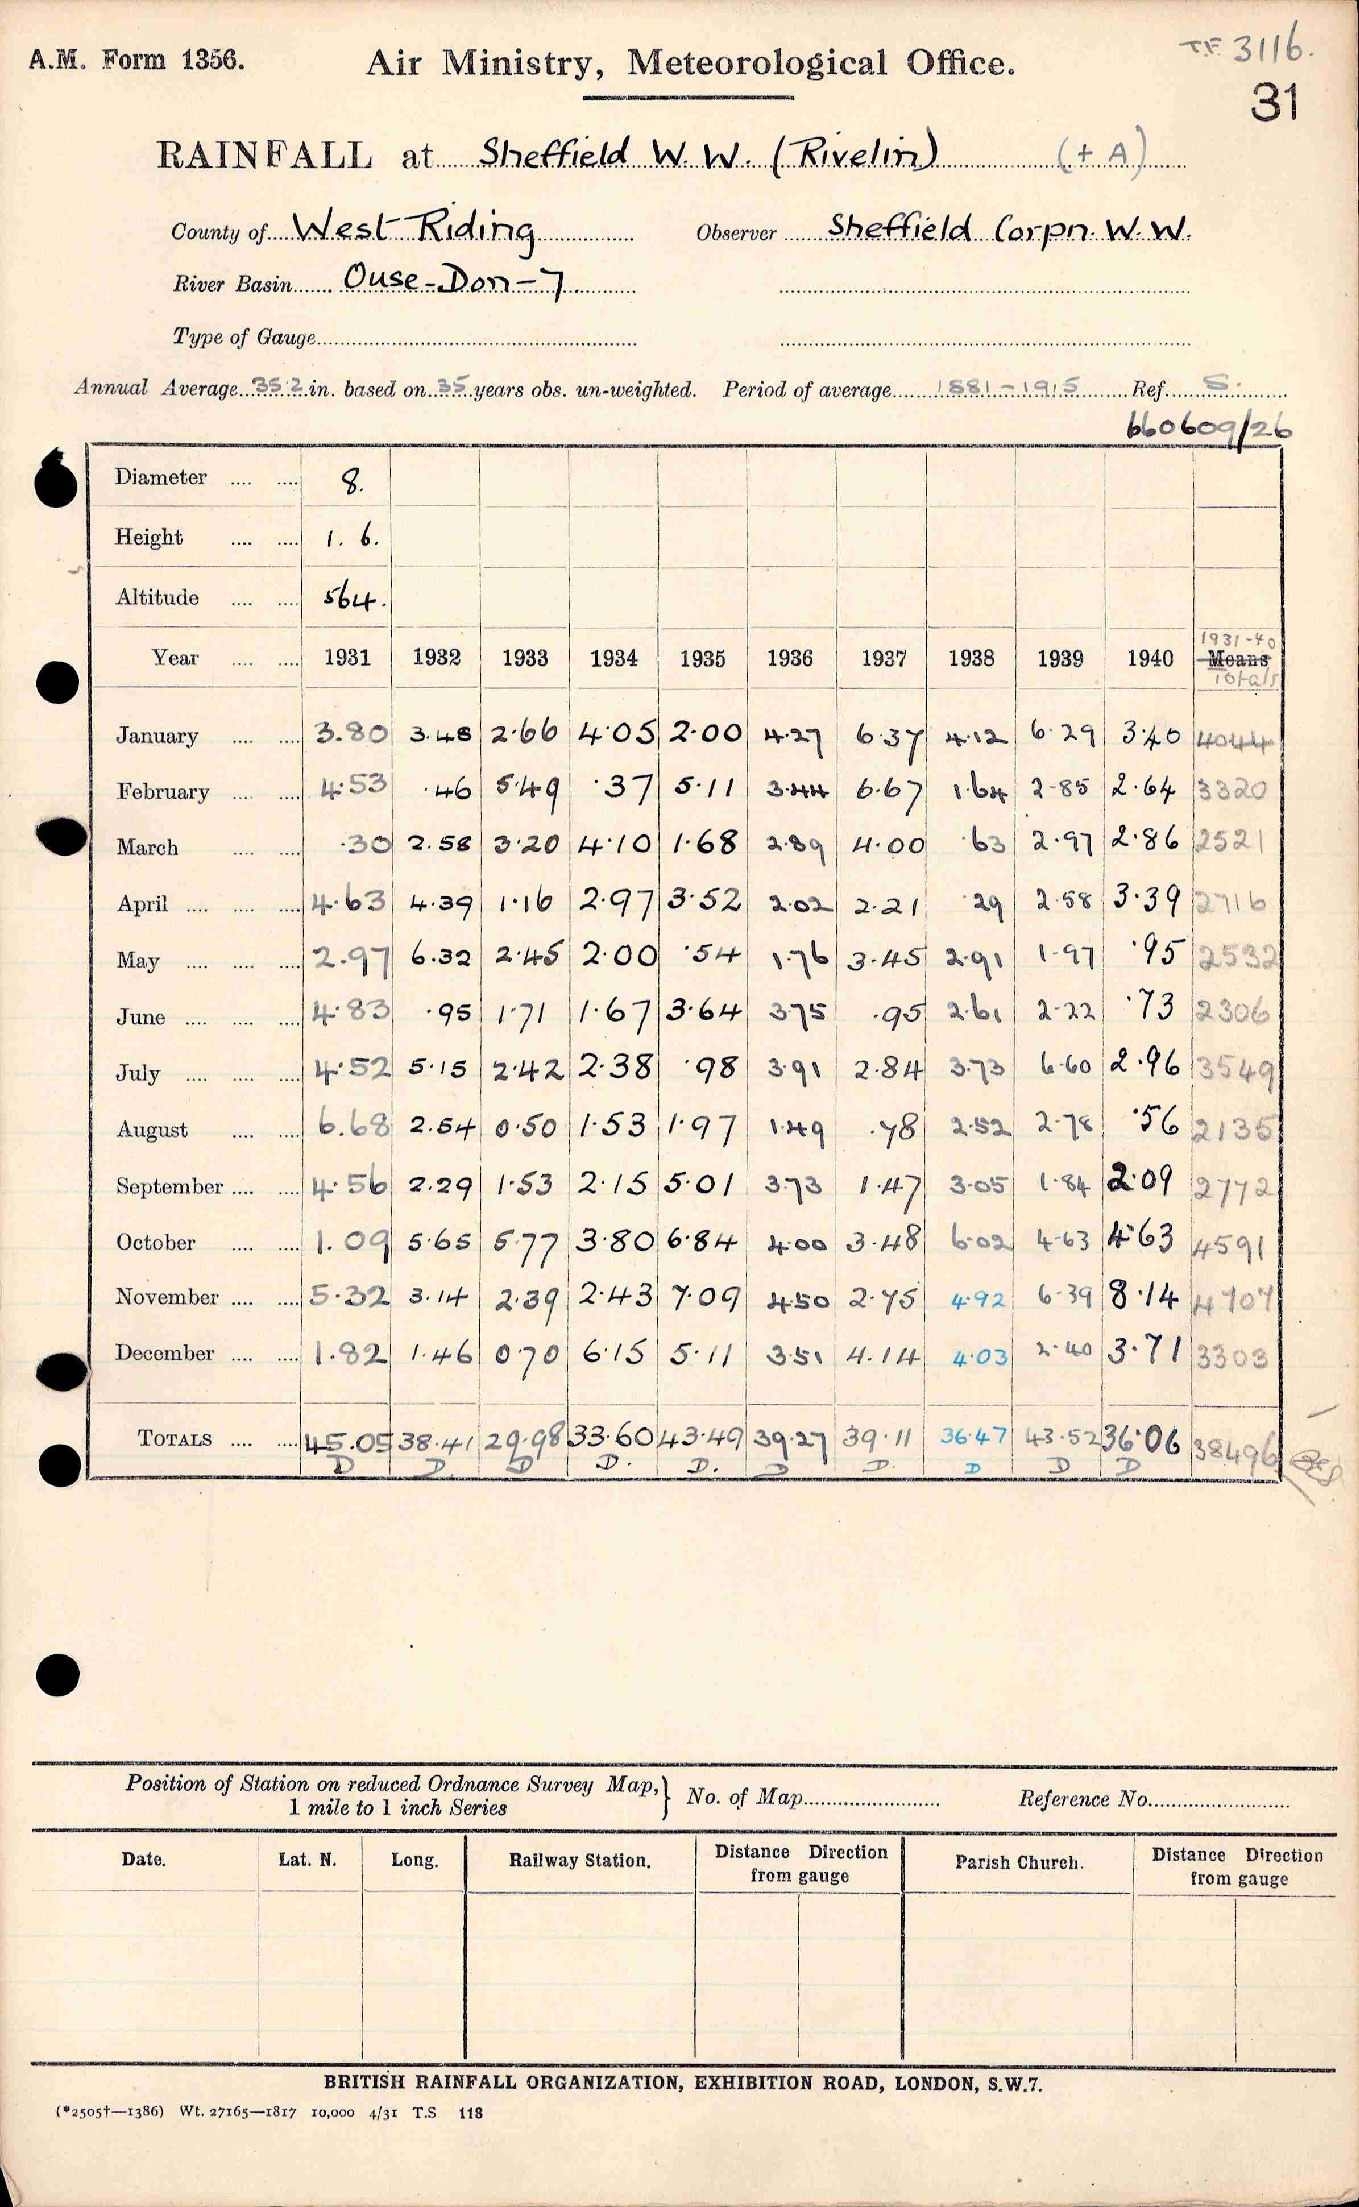 A.M. Form 1356.
Air Ministry, Meteorological Office.
T.F. 3116.
31
RAINFALL at Sheffield W. W. (Rivelin) (+ A)
County of West Riding Observer Sheffield Corpn. W. W.
River Basin Ouse-Don-7
Type of Gauge
Annual Average 35.2 in. based on 35 years obs. un-weighted. Period of average 1881-1915 Ref. S.
660609/26
Diameter 8.
Height 1. 6.
Altitude 564.
1931-40
Year 1931 1932 1933 1934 1935 1936 1937 1938 1939 1940 Means
Totals
January 3.80 3.48 2.66 4.05 2.00 4.27 6.37 4.12 6.29 3.40 4044
February 4.53 .46 5.49 .37 5.11 3.44 6.67 1.64 2.85 2.64 3320
March .30 2.58 3.20 4.10 1.68 2.89 4.00 .63 2.97 2.86 2521
April 4.63 4.39 1.16 2.97 3.52 2.02 2.21 .29 2.58 3.39 2716
May 2.97 6.32 2.45 2.00 .54 1.76 3.45 2.91 1.97 .95 2532
June 4.83 .95 1.71 1.67 3.64 3.75 .95 2.61 2.22 .73 2306
July 4.52 5.15 2.42 2.38 .98 3.91 2.84 3.73 6.60 2.96 3549
August 6.68 2.54 0.50 1.53 1.97 1.49 .78 2.52 2.78 .56 2135
September 4.56 2.29 1.53 2.15 5.01 3.73 1.47 3.05 1.84 2.09 2772
October 1.09 5.65 5.77 3.80 6.84 4.00 3.48 6.02 4.63 4.63 4591
November 5.32 3.14 2.39 2.43 7.09 4.50 2.75 4.92 6.39 8.14 4707
December 1.82 1.46 0.70 6.15 5.11 3.51 4.14 4.03 2.40 3.71 3303
TOTALS 45.05 38.41 29.98 33.60 43.49 39.27 39.11 36.47 43.52 36.06 38496
D D. D D. D. D D. D D D
Position of Station on reduced Ordnance Survey Map,} No. of Map Reference No.
1 mile to 1 inch Series
Date. Lat. N. Long. Railway Station. Distance Direction from gauge Parish Church. Distance Direction from gauge
BRITISH RAINFALL ORGANIZATION, EXHIBITION ROAD, LONDON, S.W.7.
(*2505†—1386) Wt. 27165—1817 10,000 4/31 T.S 118